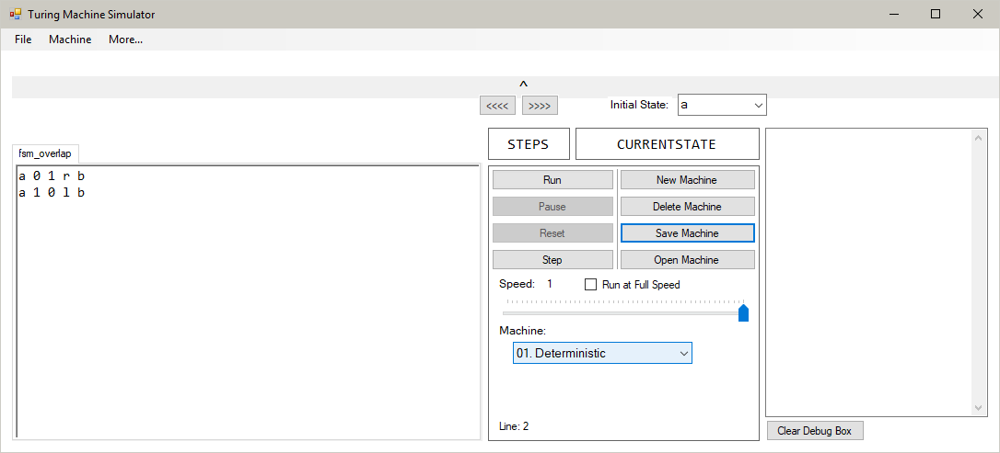 Turing Machine Simulator
File Machine More...
^
<<<< >>>> Initial State: a
fsm_overlap
a 0 1 r b
a 1 0 l b
STEPS CURRENTSTATE
Run New Machine
Pause Delete Machine
Reset Save Machine
Step Open Machine
Speed: 1 Run at Full Speed
Machine:
01. Deterministic
Line: 2
Clear Debug Box